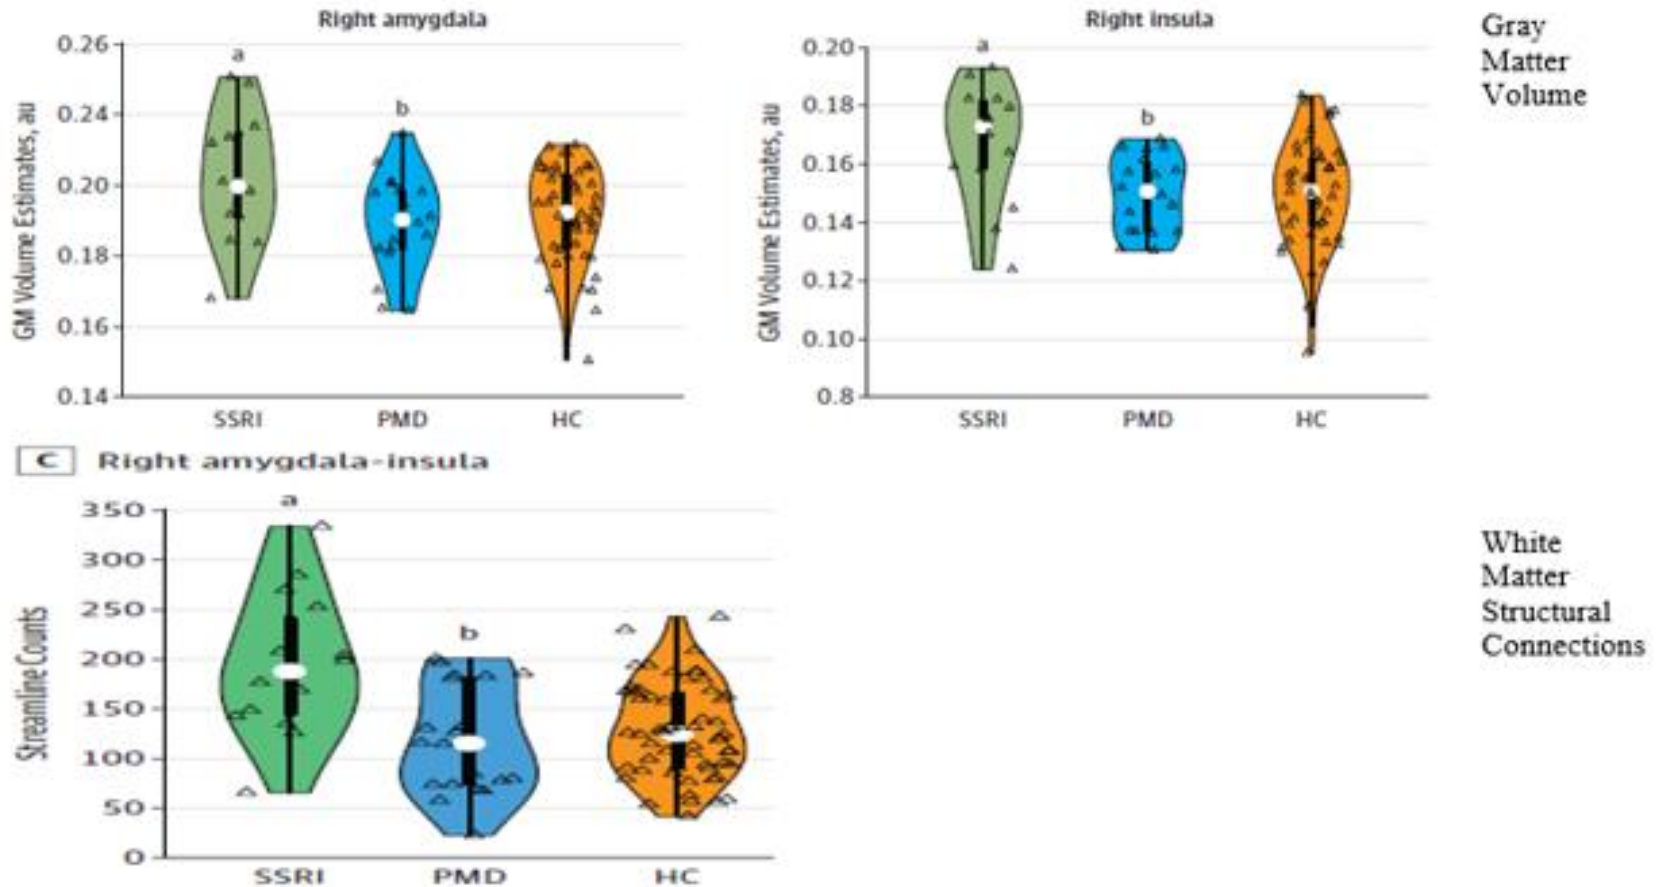 Right amygdala
0.26
0.24
0.20
0.20
0.18
0.16
0.14
GM Volume Estimates, au
a
b
SSRI
PMD
HC
Right insula
0.20
0.18
0.16
0.14
0.12
0.10
0.8
GM Volume Estimates, au
a
b
SSRI
PMD
HC
Gray
Matter
Volume
C Right amygdala-insula
350
300
250
200
150
100
50
0
Streamline Counts
a
b
SSRI
PMD
HC
White
Matter
Structural
Connections